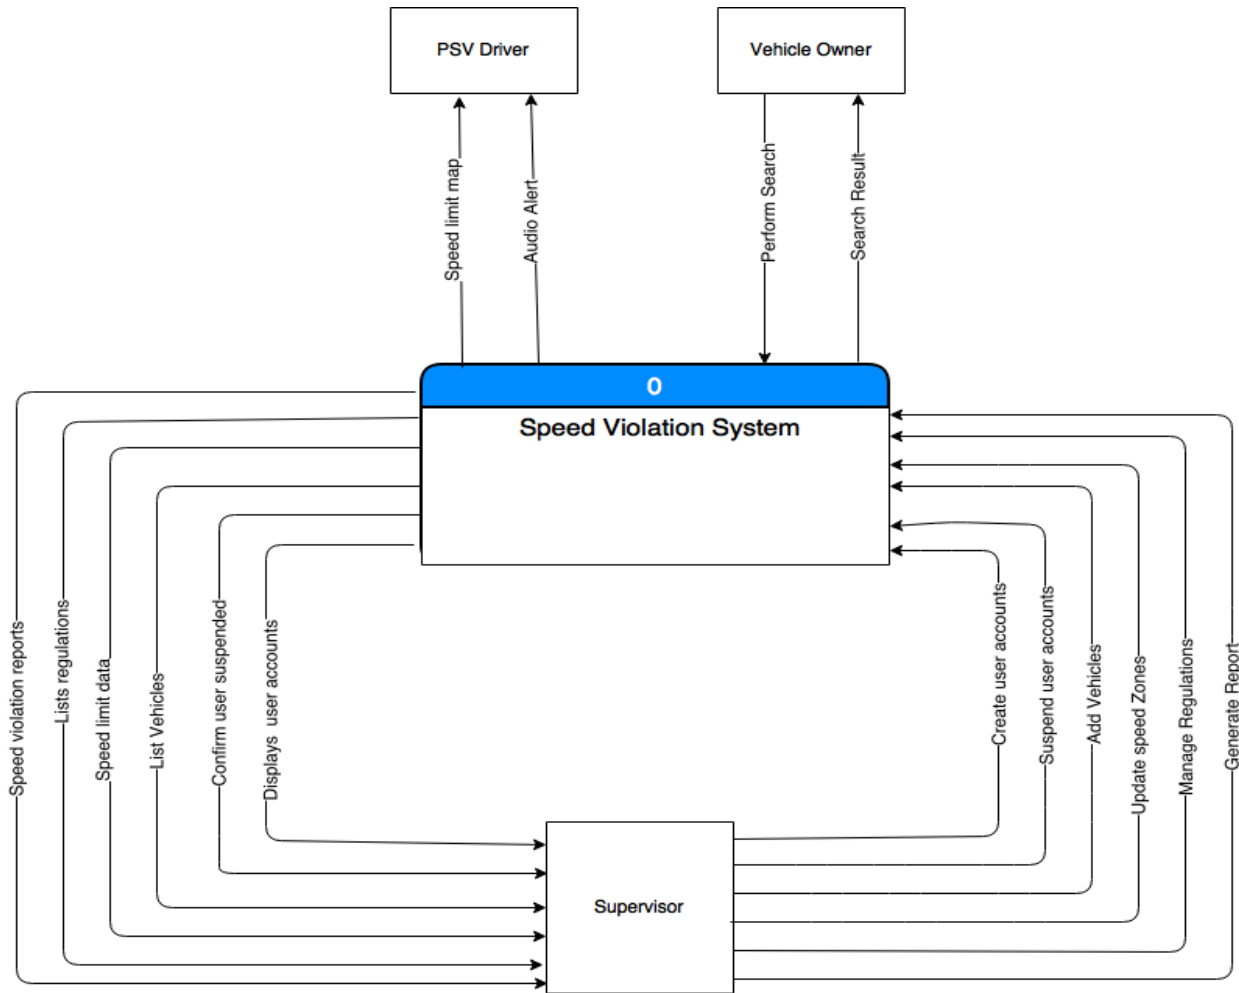 PSV Driver
Vehicle Owner
Speed limit map
Audio Alert
Perform Search
Search Result
0
Speed Violation System
Speed violation reports
Lists regulations
Speed limit data
List Vehicles
Confirm user suspended
Displays  user accounts
Create user accounts
Suspend user accounts
Add Vehicles
Update speed Zones
Manage Regulations
Generate Report
Supervisor